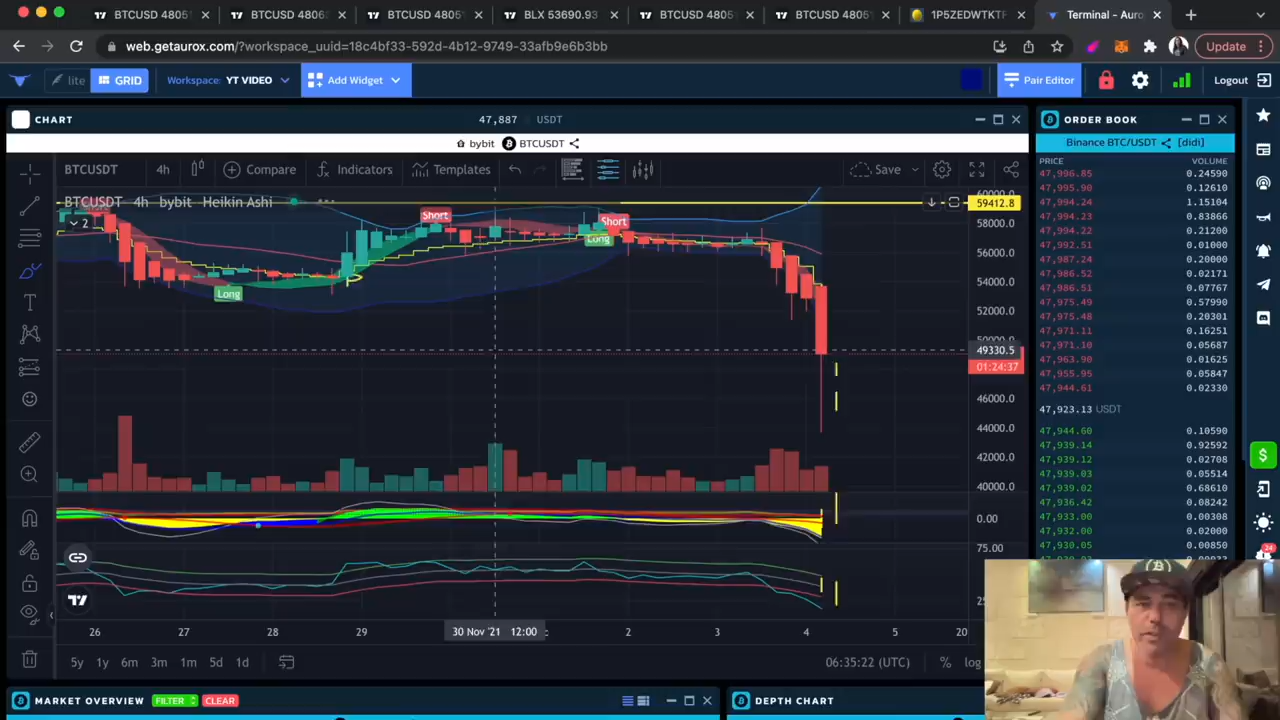 BTCUSD 4805
BTCUSD 4806
BTCUSD 4805
BLX 53690.93
BTCUSD 4805
BTCUSD 4805
1P5ZEDWTKTF
Terminal - Auro
web.getaurox.com/?workspace_uuid=18c4bf33-592d-4b12-9749-33afb9e6b3bb
Update
lite
GRID
Workspace: YT VIDEO
Add Widget
Pair Editor
Logout
CHART
47,887 USDT
bybit BTCUSDT
BTCUSDT 4h Compare Indicators Templates Save
BTCUSDT 4h bybit Heikin Ashi
2
Short
Short
Long
Long
60000.0
59412.8
58000.0
56000.0
54000.0
52000.0
50000.0
49330.5
01:24:37
46000.0
44000.0
42000.0
40000.0
0.00
75.00
26 27 28 29 30 Nov '21 12:00 2 3 4 5 20
5y 1y 6m 3m 1m 5d 1d
06:35:22 (UTC) % log
ORDER BOOK
Binance BTC/USDT [didi]
PRICE VOLUME
47,996.85 0.24590
47,995.90 0.12610
47,994.24 1.15104
47,994.23 0.83866
47,994.22 0.21200
47,992.51 0.01000
47,987.24 0.20000
47,986.52 0.02171
47,986.51 0.07767
47,975.49 0.57990
47,975.48 0.20301
47,971.11 0.16251
47,971.10 0.05687
47,963.90 0.01625
47,955.95 0.05847
47,944.61 0.02330
47,923.13 USDT
47,944.60 0.10590
47,939.14 0.92592
47,939.12 0.02708
47,939.03 0.05514
47,939.02 0.68610
47,936.42 0.08242
47,933.00 0.00308
47,932.00 0.02000
47,930.05 0.00850
24
MARKET OVERVIEW FILTER CLEAR
DEPTH CHART